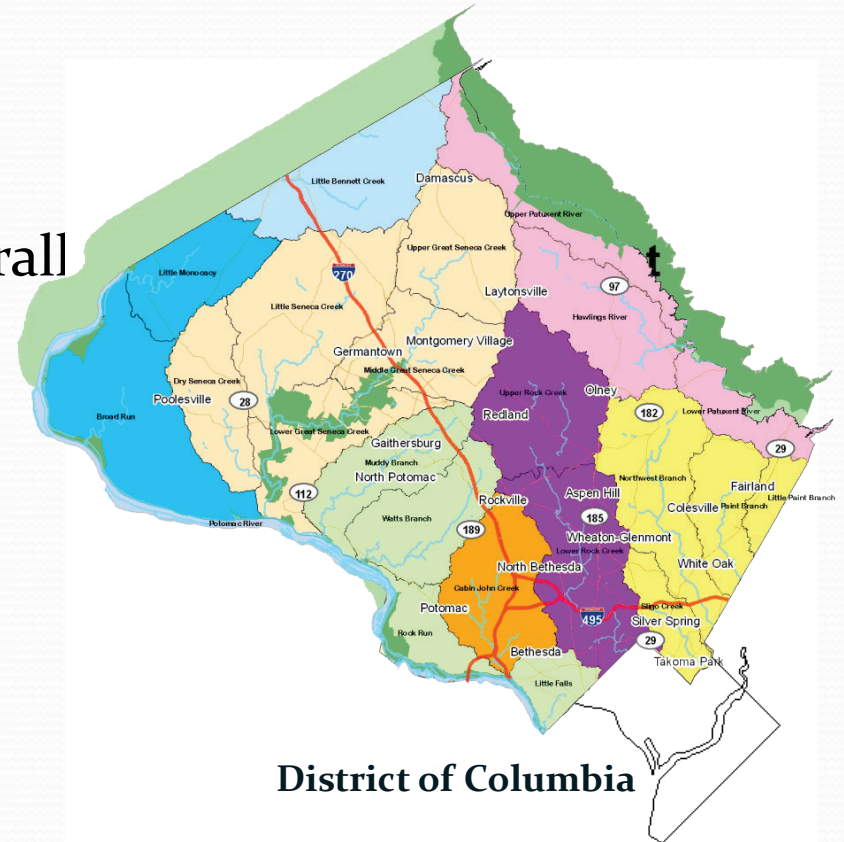 Little Bennett Creek
Damascus
Upper Patuxent River
rall
Upper Great Seneca Creek
t
Little Monocacy
270
97
Laytonsville
Little Seneca Creek
Hawlings River
Montgomery Village
Germantown
Middle Great Seneca Creek
Dry Seneca Creek
Upper Rock Creek
Olney
Poolesville
28
182
Lower Patuxent River
Broad Run
Redland
Lower Great Seneca Creek
Gaithersburg
29
Muddy Branch
North Potomac
Northwest Branch
Fairland
112
Rockville
Aspen Hill
Little Paint Branch
Colesville
Paint Branch
Watts Branch
185
Potomac River
189
Wheaton-Glenmont
Lower Rock Creek
North Bethesda
White Oak
Cabin John Creek
Potomac
Sligo Creek
495
Silver Spring
Rock Run
29
Bethesda
Takoma Park
Little Falls
District of Columbia